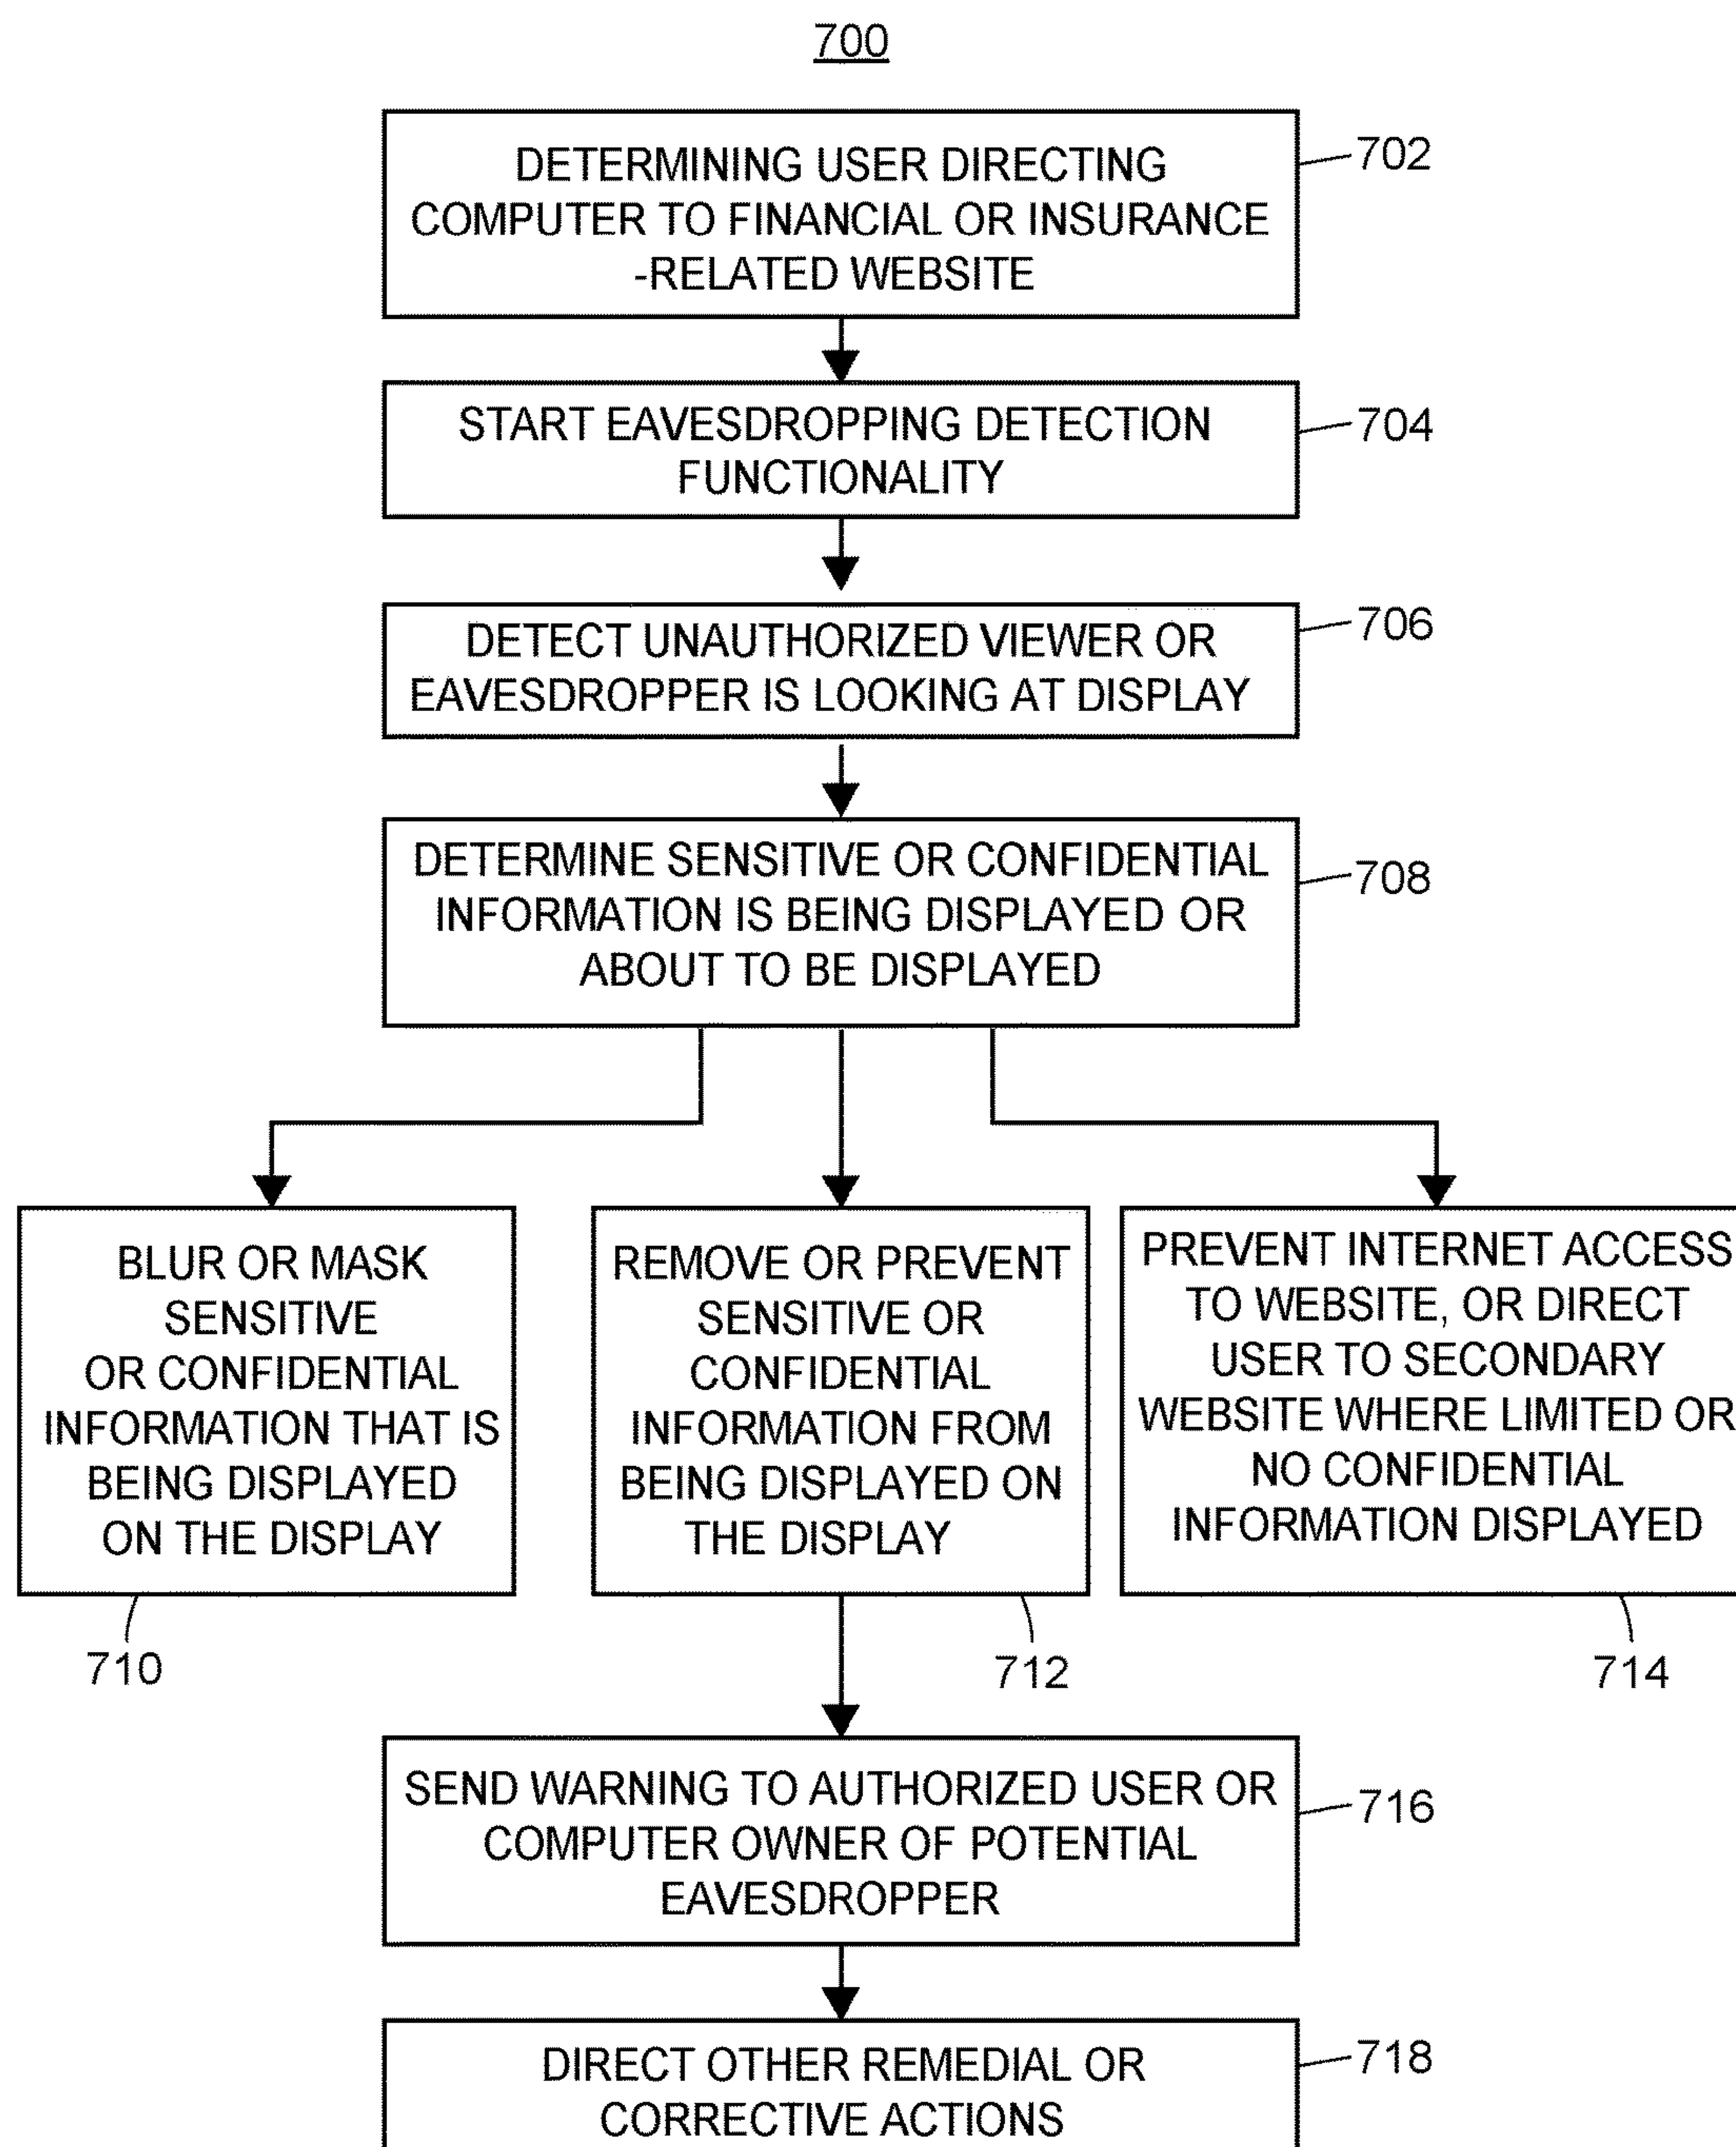 700
DETERMINING USER DIRECTING
COMPUTER TO FINANCIAL OR INSURANCE
-RELATED WEBSITE
702
START EAVESDROPPING DETECTION
FUNCTIONALITY
704
DETECT UNAUTHORIZED VIEWER OR
EAVESDROPPER IS LOOKING AT DISPLAY
706
DETERMINE SENSITIVE OR CONFIDENTIAL
INFORMATION IS BEING DISPLAYED OR
ABOUT TO BE DISPLAYED
708
BLUR OR MASK
SENSITIVE
OR CONFIDENTIAL
INFORMATION THAT IS
BEING DISPLAYED
ON THE DISPLAY
710
REMOVE OR PREVENT
SENSITIVE OR
CONFIDENTIAL
INFORMATION FROM
BEING DISPLAYED ON
THE DISPLAY
712
PREVENT INTERNET ACCESS
TO WEBSITE, OR DIRECT
USER TO SECONDARY
WEBSITE WHERE LIMITED OR
NO CONFIDENTIAL
INFORMATION DISPLAYED
714
SEND WARNING TO AUTHORIZED USER OR
COMPUTER OWNER OF POTENTIAL
EAVESDROPPER
716
DIRECT OTHER REMEDIAL OR
CORRECTIVE ACTIONS
718